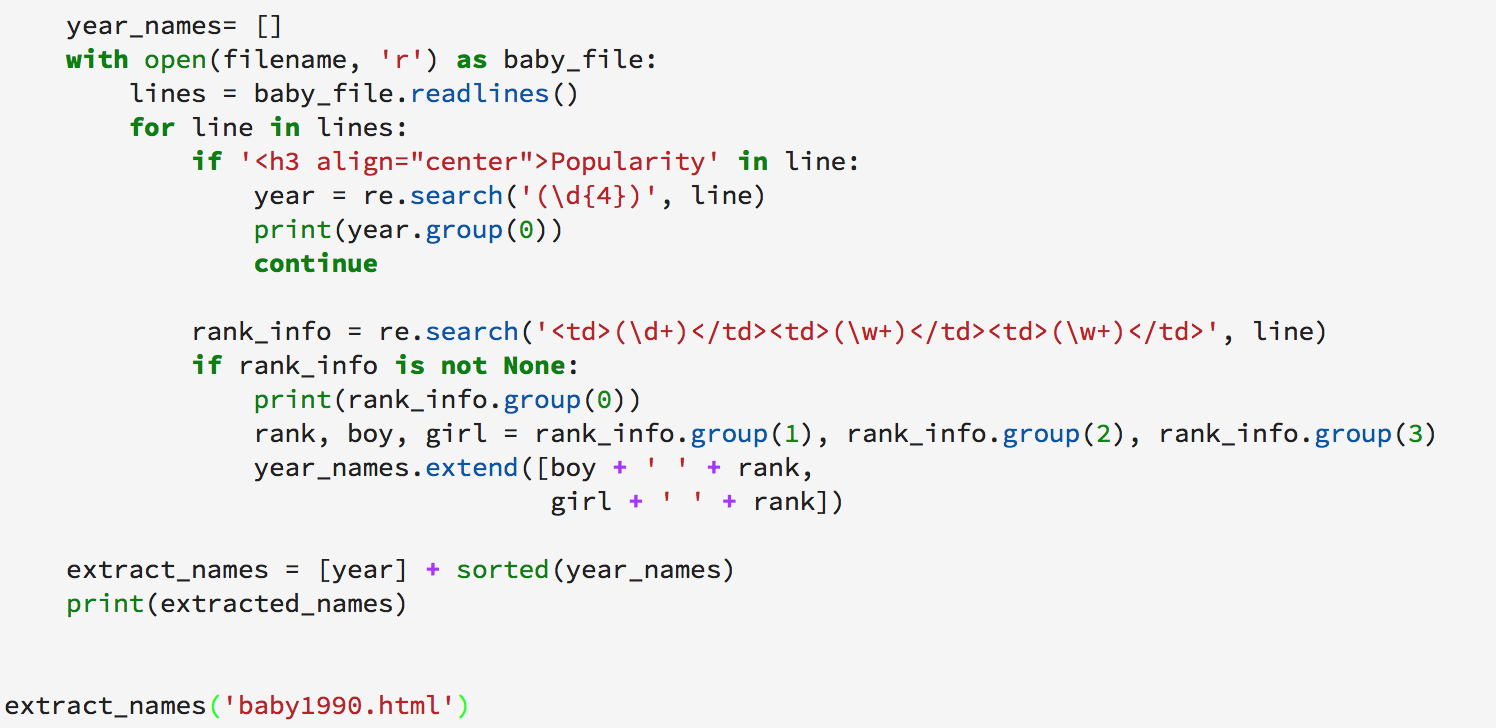 year_names= []
with open(filename, 'r') as baby_file:
lines = baby_file.readlines()
for line in lines:
if '<h3 align="center">Popularity' in line:
year = re.search('(\d{4})', line)
print(year.group(0))
continue
rank_info = re.search('<td>(\d+)</td><td>(\w+)</td><td>(\w+)</td>', line)
if rank_info is not None:
print(rank_info.group(0))
rank, boy, girl = rank_info.group(1), rank_info.group(2), rank_info.group(3)
year_names.extend([boy + ' ' + rank,
girl + ' ' + rank])
extract_names = [year] + sorted(year_names)
print(extracted_names)
extract_names('baby1990.html')